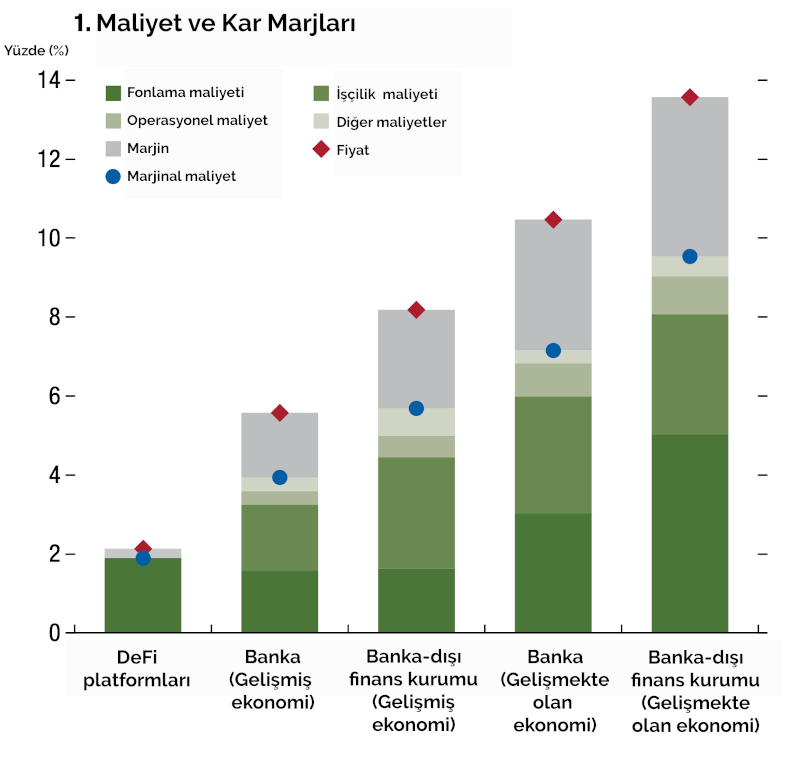 1. Maliyet ve Kar Marjları
Yüzde (%)
14
12
10
8
6
4
2
0
Fonlama maliyeti
İşçilik maliyeti
Operasyonel maliyet
Diğer maliyetler
Marjin
Fiyat
Marjinal maliyet
DeFi
platformları
Banka
(Gelişmiş
ekonomi)
Banka-dışı
finans kurumu
(Gelişmiş
ekonomi)
Banka
(Gelişmekte
olan
ekonomi)
Banka-dışı
finans kurumu
(Gelişmekte
olan ekonomi)